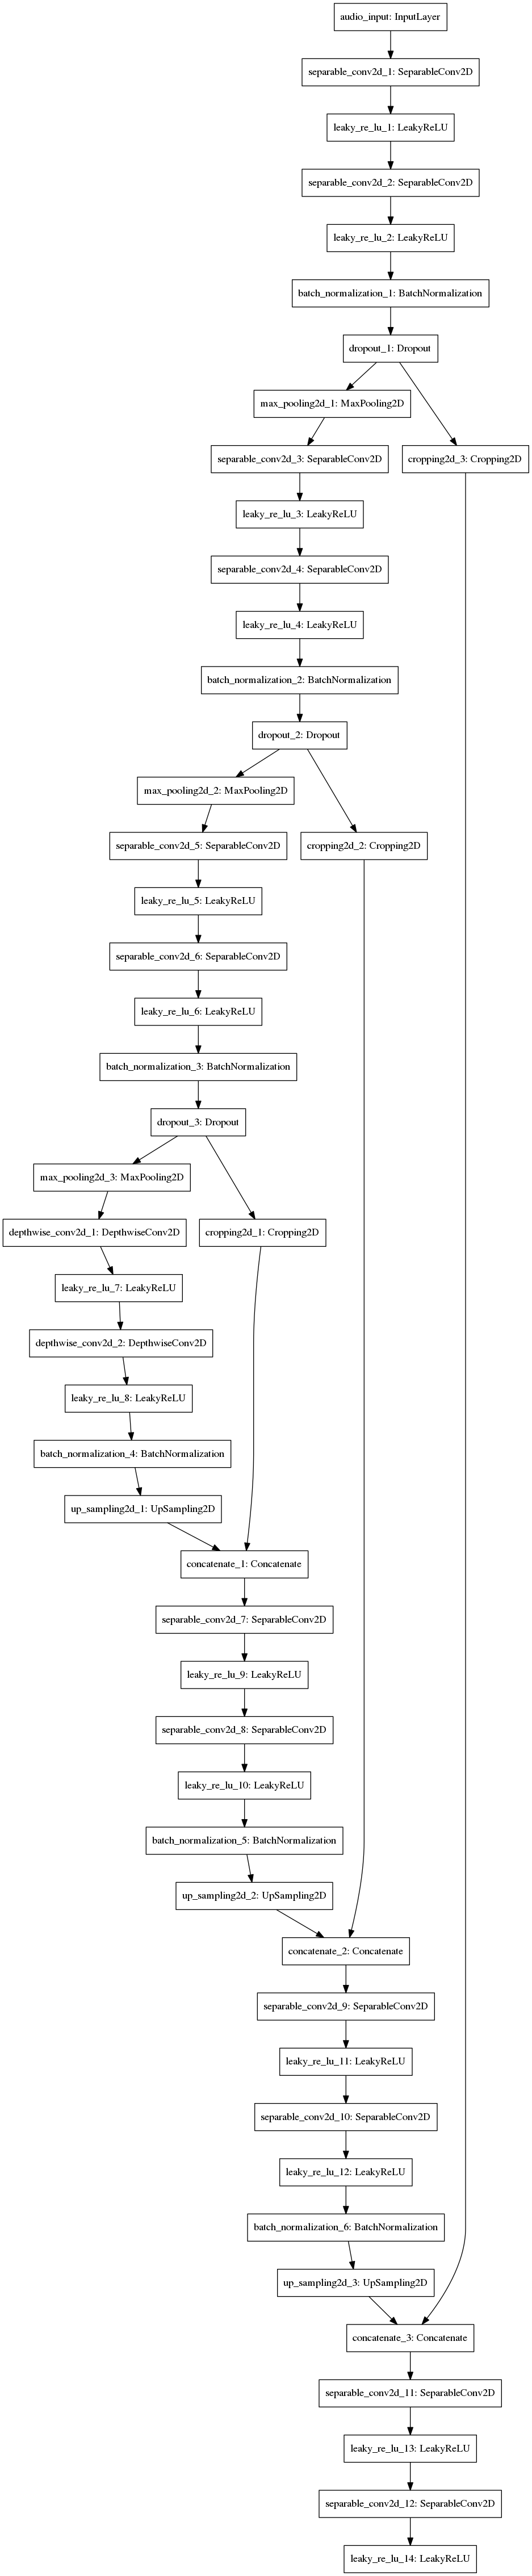 audio_input: InputLayer
separable_conv2d_1: SeparableConv2D
leaky_re_lu_1: LeakyReLU
separable_conv2d_2: SeparableConv2D
leaky_re_lu_2: LeakyReLU
batch_normalization_1: BatchNormalization
dropout_1: Dropout
max_pooling2d_1: MaxPooling2D
separable_conv2d_3: SeparableConv2D
cropping2d_3: Cropping2D
leaky_re_lu_3: LeakyReLU
separable_conv2d_4: SeparableConv2D
leaky_re_lu_4: LeakyReLU
batch_normalization_2: BatchNormalization
dropout_2: Dropout
max_pooling2d_2: MaxPooling2D
separable_conv2d_5: SeparableConv2D
cropping2d_2: Cropping2D
leaky_re_lu_5: LeakyReLU
separable_conv2d_6: SeparableConv2D
leaky_re_lu_6: LeakyReLU
batch_normalization_3: BatchNormalization
dropout_3: Dropout
max_pooling2d_3: MaxPooling2D
depthwise_conv2d_1: DepthwiseConv2D
cropping2d_1: Cropping2D
leaky_re_lu_7: LeakyReLU
depthwise_conv2d_2: DepthwiseConv2D
leaky_re_lu_8: LeakyReLU
batch_normalization_4: BatchNormalization
up_sampling2d_1: UpSampling2D
concatenate_1: Concatenate
separable_conv2d_7: SeparableConv2D
leaky_re_lu_9: LeakyReLU
separable_conv2d_8: SeparableConv2D
leaky_re_lu_10: LeakyReLU
batch_normalization_5: BatchNormalization
up_sampling2d_2: UpSampling2D
concatenate_2: Concatenate
separable_conv2d_9: SeparableConv2D
leaky_re_lu_11: LeakyReLU
separable_conv2d_10: SeparableConv2D
leaky_re_lu_12: LeakyReLU
batch_normalization_6: BatchNormalization
up_sampling2d_3: UpSampling2D
concatenate_3: Concatenate
separable_conv2d_11: SeparableConv2D
leaky_re_lu_13: LeakyReLU
separable_conv2d_12: SeparableConv2D
leaky_re_lu_14: LeakyReLU